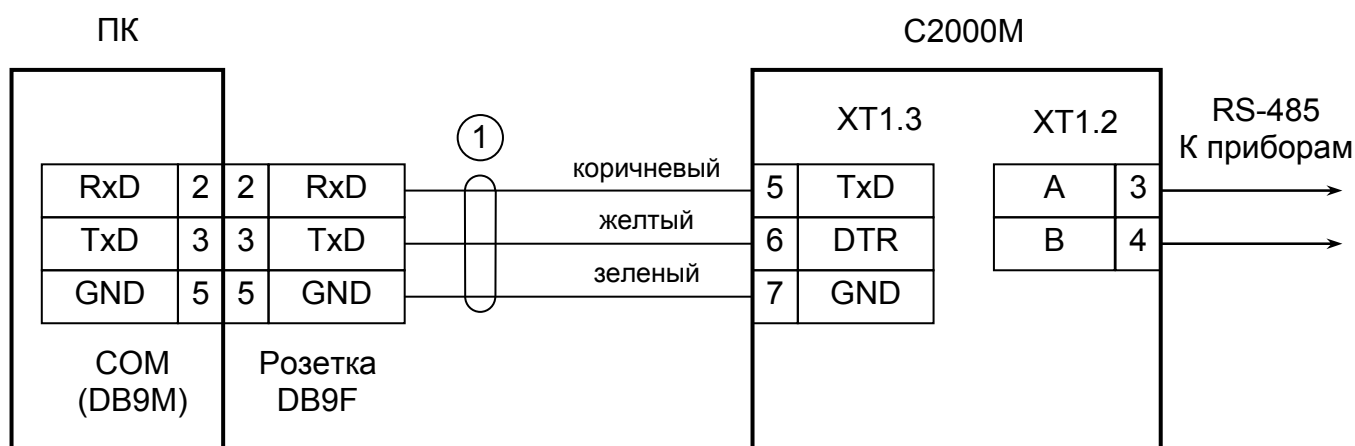 ПК
С2000М
XT1.3
XT1.2
RS-485
К приборам
1
коричневый
RxD 2 2 RxD
5 TxD
A 3
желтый
TxD 3 3 TxD
6 DTR
B 4
зеленый
GND 5 5 GND
7 GND
COM
(DB9M)
Розетка
DB9F